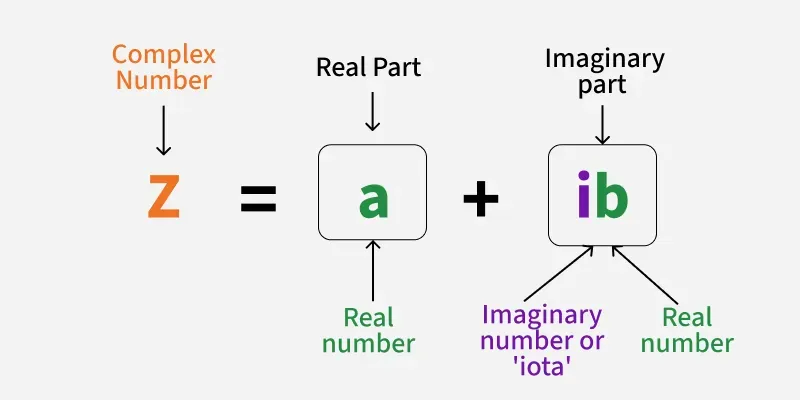 Complex
Number
Real Part
Imaginary
part
Z = a + ib
Real
number
Imaginary
number or
'iota'
Real
number